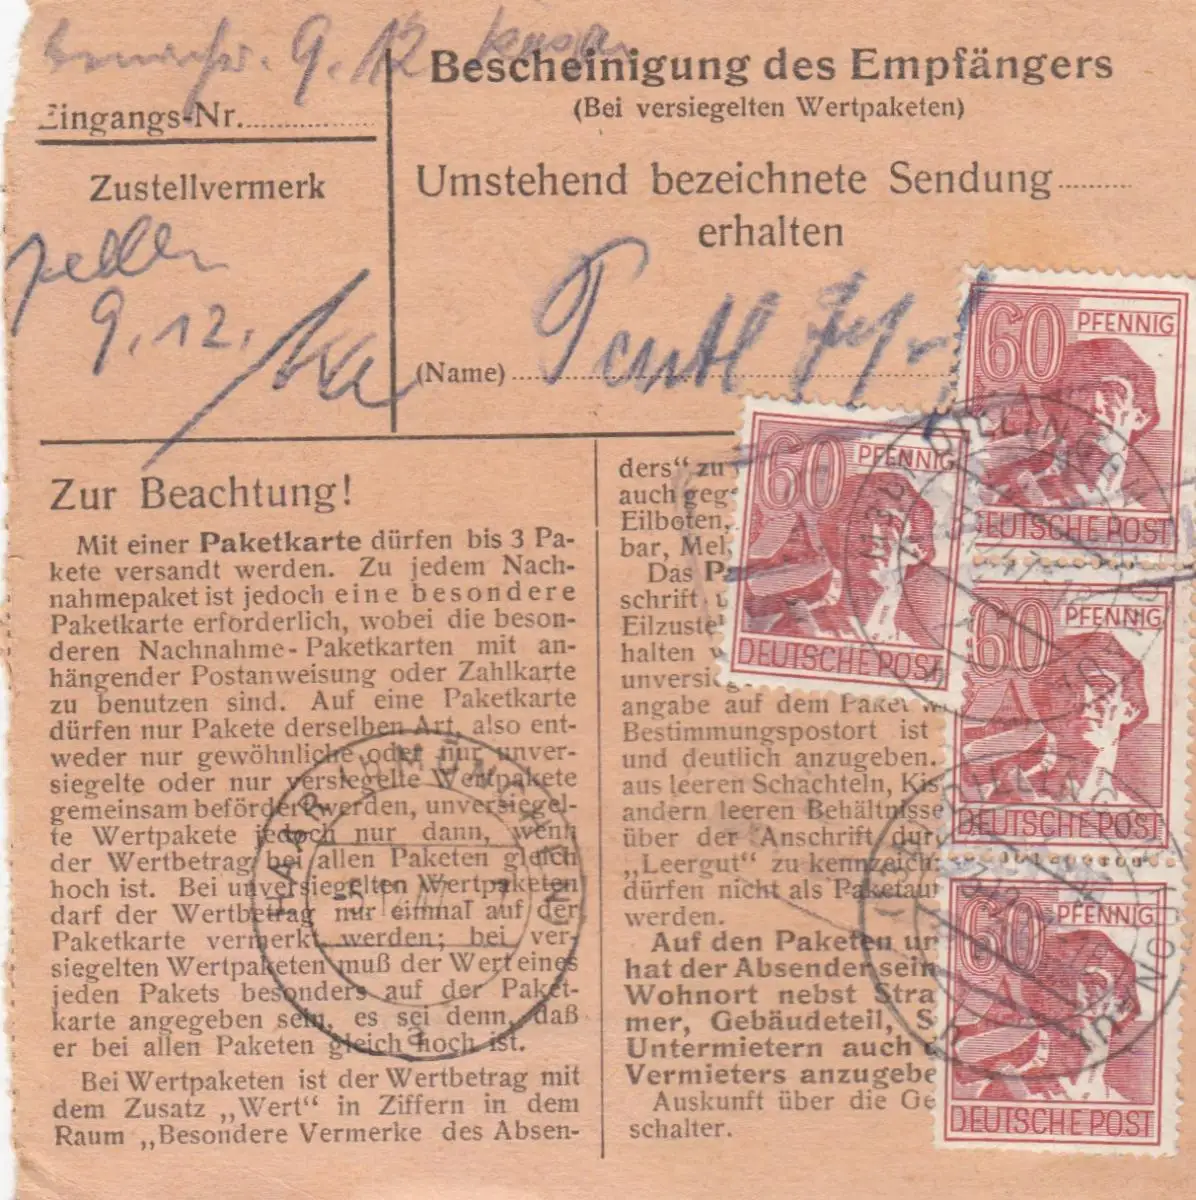 9.12
Bescheinigung des Empfängers
(Bei versiegelten Wertpaketen)
Eingangs-Nr.
Zustellvermerk
Umstehend bezeichnete Sendung
erhalten
9.12.
(Name)
60 PFENNIG
DEUTSCHE POST
60 PFENNIG
DEUTSCHE POST
60 PFENNIG
DEUTSCHE POST
60 PFENNIG
DEUTSCHE POST
Zur Beachtung!
Mit einer Paketkarte dürfen bis 3 Pa-
kete versandt werden. Zu jedem Nach-
nahmepaket ist jedoch eine besondere
Paketkarte erforderlich, wobei die beson-
deren Nachnahme-Paketkarten mit an-
hängender Postanweisung oder Zahlkarte
zu benutzen sind. Auf eine Paketkarte
dürfen nur Pakete derselben Art, also ent-
weder nur gewöhnliche oder nur unver-
siegelte oder nur versiegelte Wertpakete
gemeinsam befördert werden, unversiegel-
te Wertpakete jedoch nur dann, wenn
der Wertbetrag bei allen Paketen gleich
hoch ist. Bei unversiegelten Wertpaketen
darf der Wertbetrag nur einmal auf der
Paketkarte vermerkt werden; bei ver-
siegelten Wertpaketen muß der Wert eines
jeden Pakets besonders auf der Paket-
karte angegeben sein, es sei denn, daß
er bei allen Paketen gleich hoch ist.
Bei Wertpaketen ist der Wertbetrag mit
dem Zusatz „Wert“ in Ziffern in dem
Raum „Besondere Vermerke des Absen-
ders“ zu
auch geg
Eilboten,
bar, Mel
Das P
schrift
Eilzustel
halten
unversieg
angabe auf dem Paket
Bestimmungspostort ist
und deutlich anzugeben.
aus leeren Schachteln, Kis
andern leeren Behältnisse
über der Anschrift dur
„Leergut“ zu kennzeich
dürfen nicht als Paketauf
werden.
Auf den Paketen un
hat der Absender sein
Wohnort nebst Stra
mer, Gebäudeteil, S
Untermietern auch
Vermieters anzugebe
Auskunft über die Ge
schalter.
HAAR b. MÜNCHEN